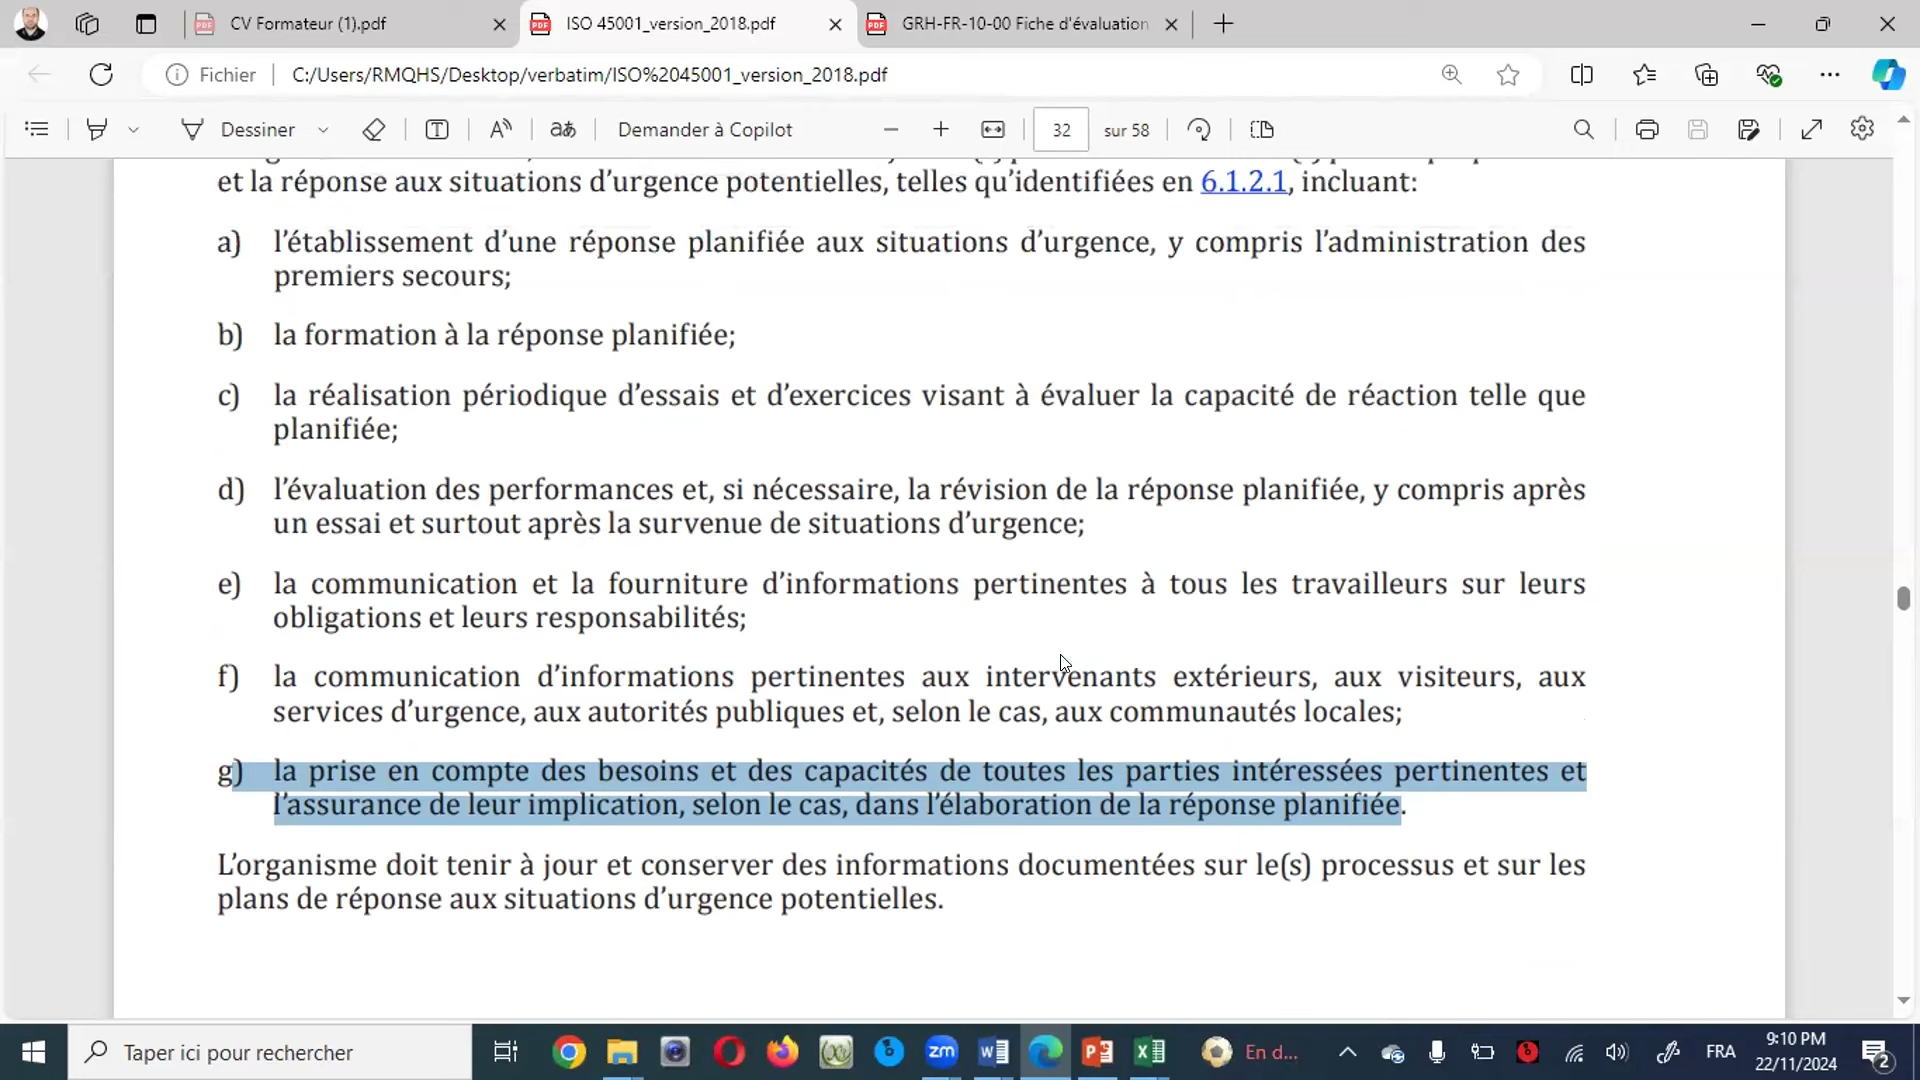 CV Formateur (1).pdf
ISO 45001_version_2018.pdf
GRH-FR-10-00 Fiche d'évaluation
Fichier
C:/Users/RMQHS/Desktop/verbatim/ISO%2045001_version_2018.pdf
Dessiner
Demander à Copilot
32
sur 58
et la réponse aux situations d’urgence potentielles, telles qu’identifiées en 6.1.2.1, incluant:
a) l’établissement d’une réponse planifiée aux situations d’urgence, y compris l’administration des
premiers secours;
b) la formation à la réponse planifiée;
c) la réalisation périodique d’essais et d’exercices visant à évaluer la capacité de réaction telle que
planifiée;
d) l’évaluation des performances et, si nécessaire, la révision de la réponse planifiée, y compris après
un essai et surtout après la survenue de situations d’urgence;
e) la communication et la fourniture d’informations pertinentes à tous les travailleurs sur leurs
obligations et leurs responsabilités;
f) la communication d’informations pertinentes aux intervenants extérieurs, aux visiteurs, aux
services d’urgence, aux autorités publiques et, selon le cas, aux communautés locales;
g) la prise en compte des besoins et des capacités de toutes les parties intéressées pertinentes et
l’assurance de leur implication, selon le cas, dans l’élaboration de la réponse planifiée.
L’organisme doit tenir à jour et conserver des informations documentées sur le(s) processus et sur les
plans de réponse aux situations d’urgence potentielles.
Taper ici pour rechercher
zm
En d...
FRA
9:10 PM
22/11/2024
2